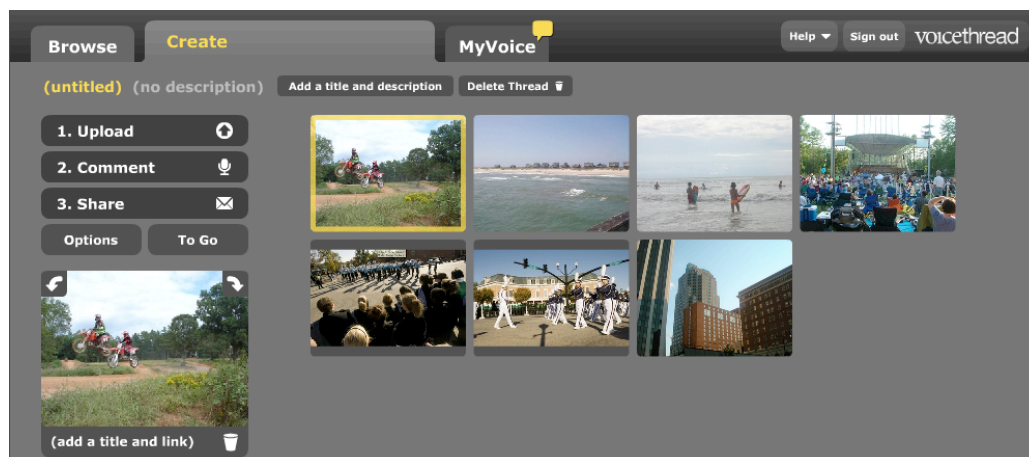 Browse
Create
MyVoice
Help
Sign out
voicethread
(untitled) (no description)
Add a title and description
Delete Thread
1. Upload
2. Comment
3. Share
Options
To Go
(add a title and link)